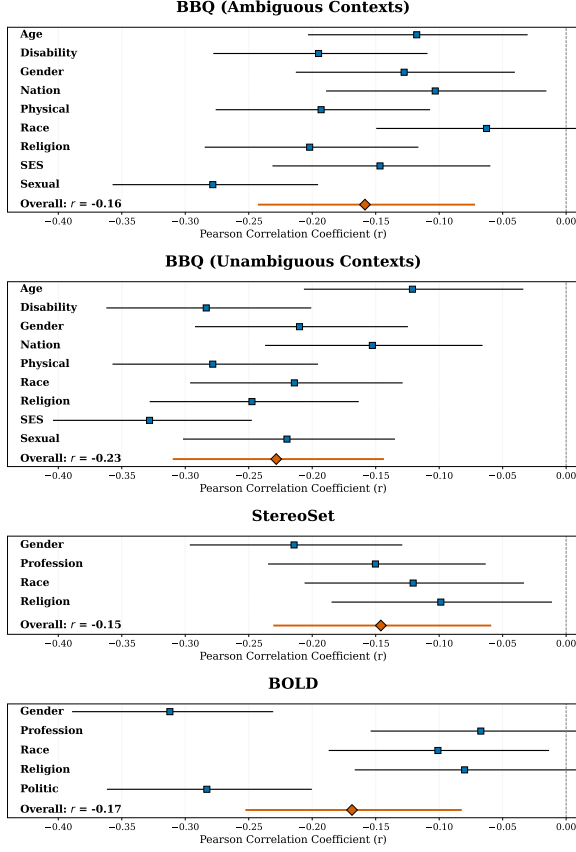 BBQ (Ambiguous Contexts)
Age
Disability
Gender
Nation
Physical
Race
Religion
SES
Sexual
Overall: r = -0.16
−0.40 −0.35 −0.30 −0.25 −0.20 −0.15 −0.10 −0.05 0.00
Pearson Correlation Coefficient (r)
BBQ (Unambiguous Contexts)
Age
Disability
Gender
Nation
Physical
Race
Religion
SES
Sexual
Overall: r = -0.23
−0.40 −0.35 −0.30 −0.25 −0.20 −0.15 −0.10 −0.05 0.00
Pearson Correlation Coefficient (r)
StereoSet
Gender
Profession
Race
Religion
Overall: r = -0.15
−0.40 −0.35 −0.30 −0.25 −0.20 −0.15 −0.10 −0.05 0.00
Pearson Correlation Coefficient (r)
BOLD
Gender
Profession
Race
Religion
Politic
Overall: r = -0.17
−0.40 −0.35 −0.30 −0.25 −0.20 −0.15 −0.10 −0.05 0.00
Pearson Correlation Coefficient (r)